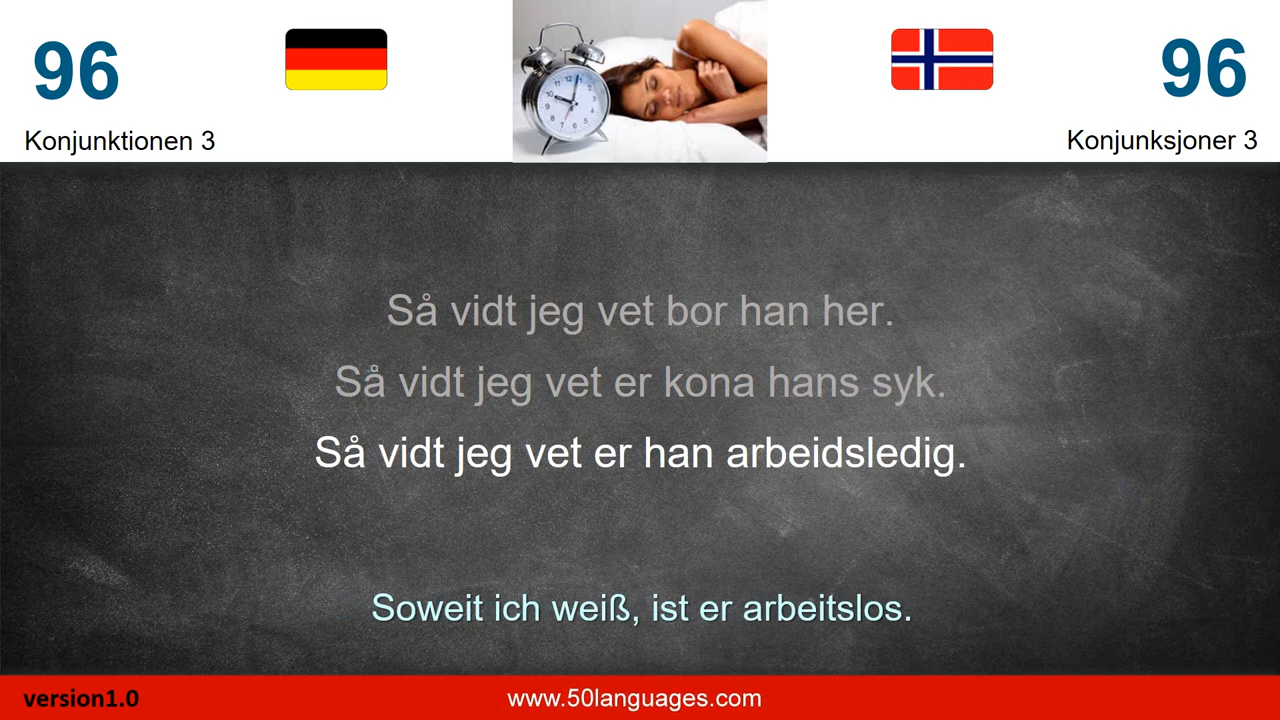 96
96
Konjunktionen 3
Konjunksjoner 3
Så vidt jeg vet bor han her.
Så vidt jeg vet er kona hans syk.
Så vidt jeg vet er han arbeidsledig.
Soweit ich weiß, ist er arbeitslos.
version1.0
www.50languages.com